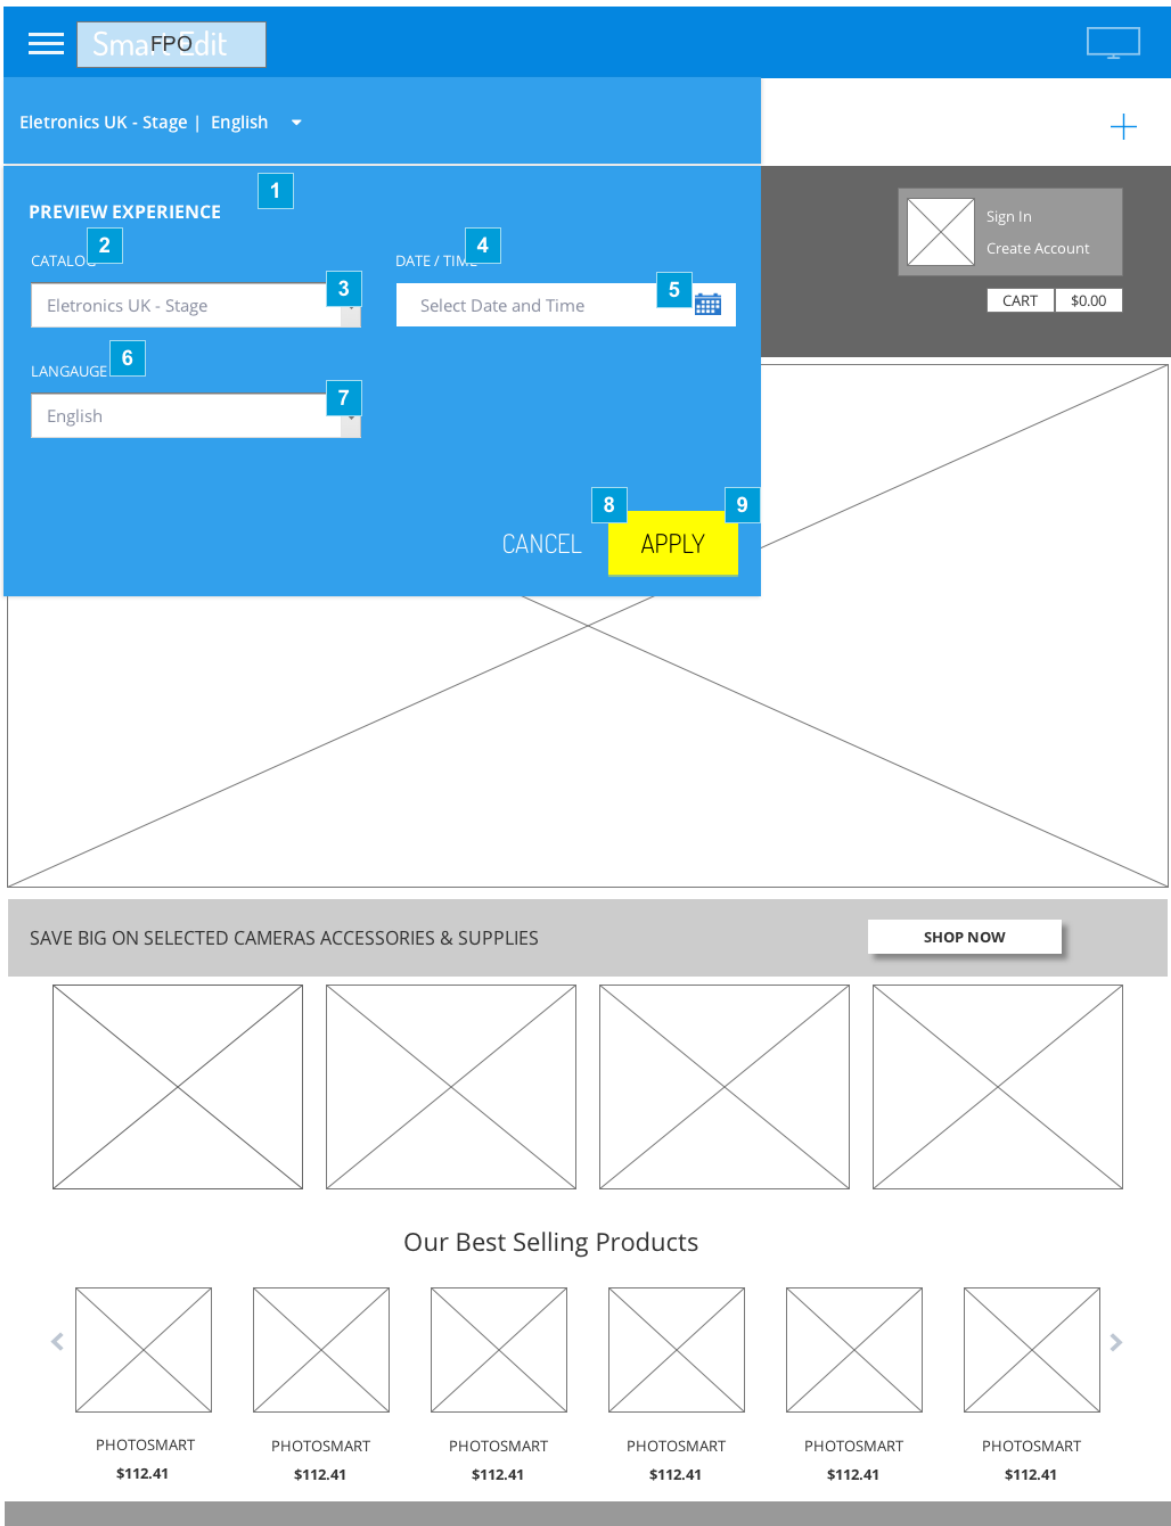 Smart Edit
FPO
Eletronics UK - Stage | English
1
PREVIEW EXPERIENCE
2
4
CATALOG
DATE / TIME
3
5
Eletronics UK - Stage
Select Date and Time
Sign In
Create Account
CART $0.00
6
LANGAUGE
7
English
8
9
CANCEL
APPLY
SAVE BIG ON SELECTED CAMERAS ACCESSORIES & SUPPLIES
SHOP NOW
Our Best Selling Products
PHOTOSMART PHOTOSMART PHOTOSMART PHOTOSMART PHOTOSMART PHOTOSMART
$112.41 $112.41 $112.41 $112.41 $112.41 $112.41